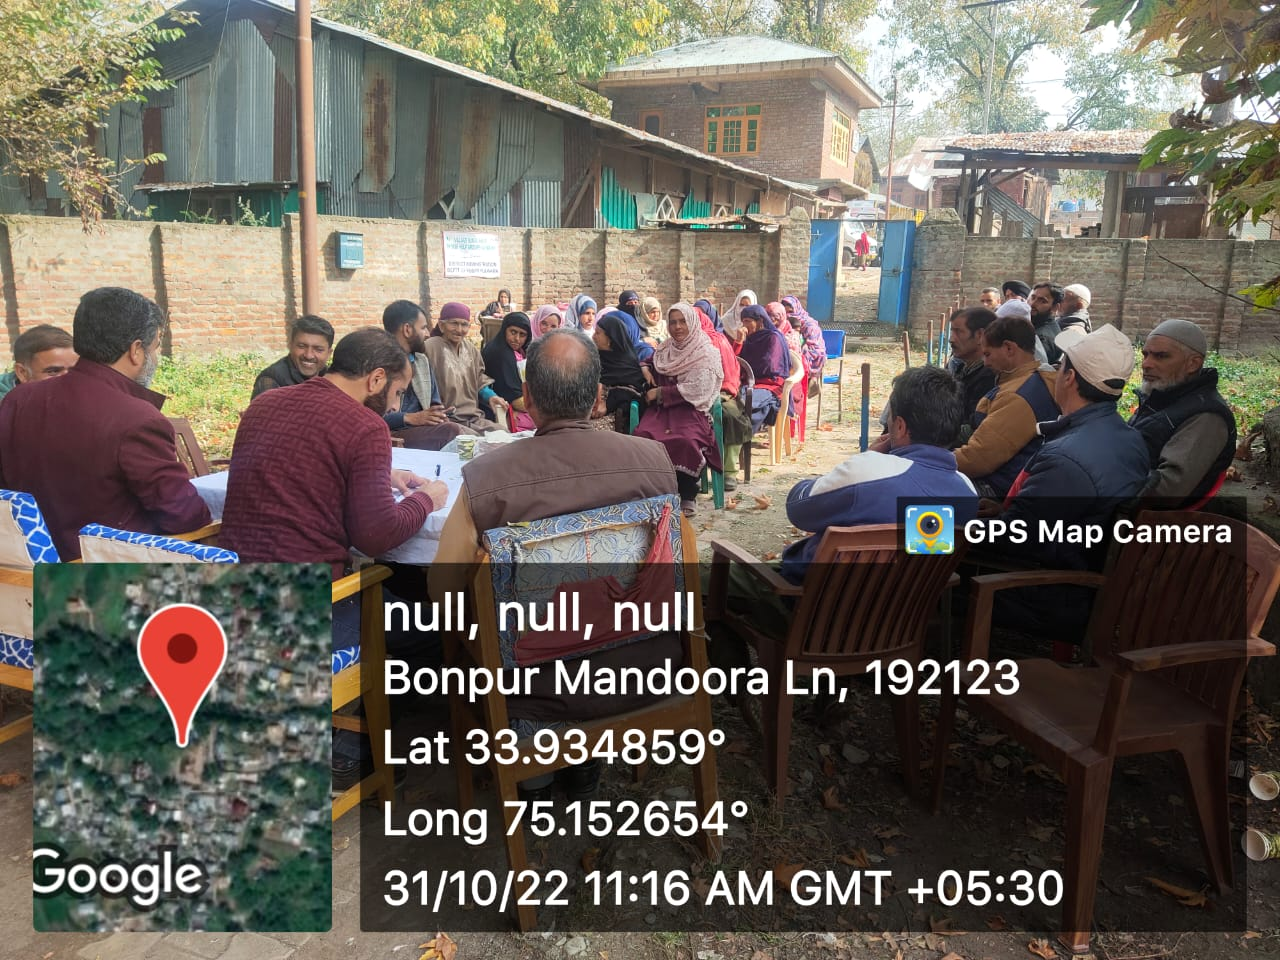 GPS Map Camera
null, null, null
Bonpur Mandoora Ln, 192123
Lat 33.934859°
Long 75.152654°
31/10/22 11:16 AM GMT +05:30
Google